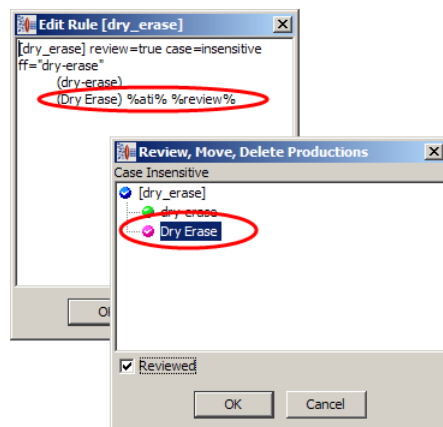 Edit Rule [dry_erase]
[dry_erase] review=true case=insensitive
ff="dry-erase"
(dry-erase)
(Dry Erase) %ati% %review%
Review, Move, Delete Productions
Case Insensitive
[dry_erase]
dry-erase
Dry Erase
Reviewed
OK Cancel